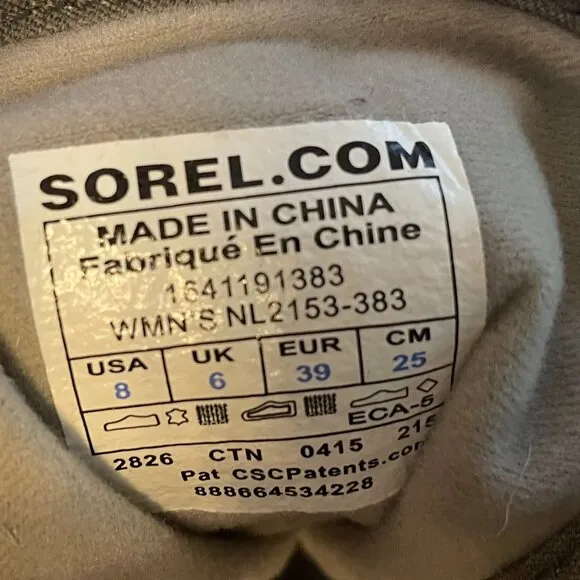 SOREL.COM
MADE IN CHINA
Fabriqué En Chine
1641191383
WMN'S NL2153-383
USA UK EUR CM
8 6 39 25
ECA-5
2826 CTN 0415 215
Pat CSCPatents.com
888664534228